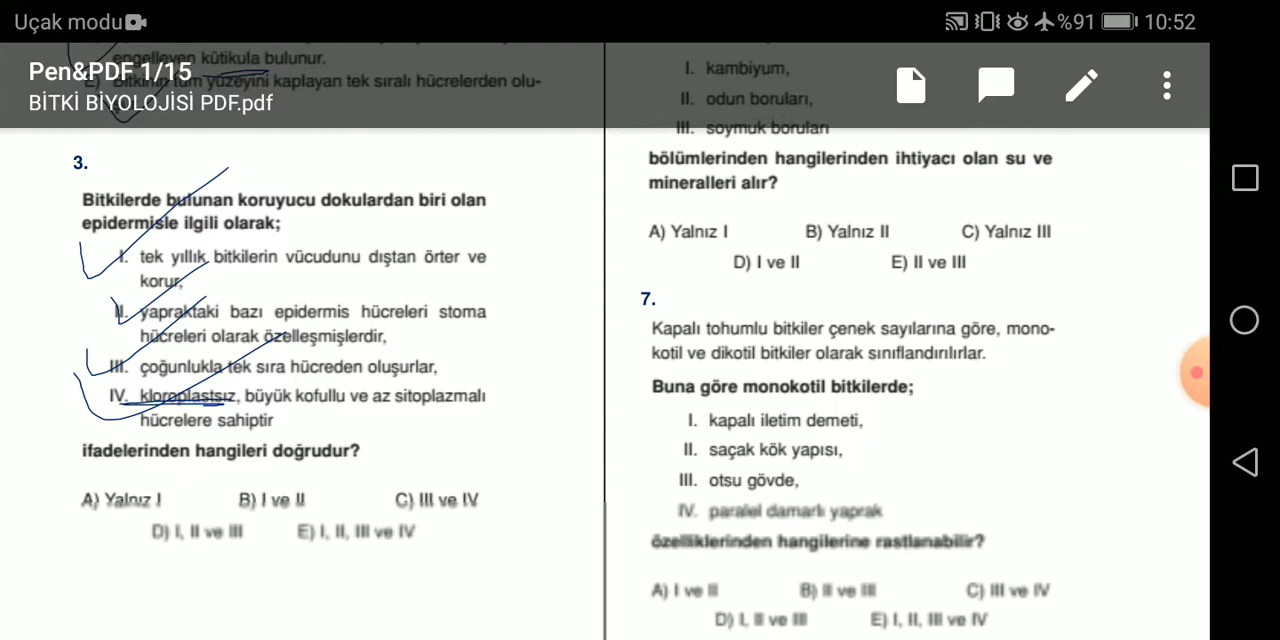 Uçak modu
%91 10:52
engelleyen kütikula bulunur.
E) Bitkinin tüm yüzeyini kaplayan tek sıralı hücrelerden olu-
Pen&PDF 1/15
BİTKİ BİYOLOJİSİ PDF.pdf
3.
Bitkilerde bulunan koruyucu dokulardan biri olan
epidermisle ilgili olarak;
I. tek yıllık bitkilerin vücudunu dıştan örter ve
korur,
II. yapraktaki bazı epidermis hücreleri stoma
hücreleri olarak özelleşmişlerdir,
III. çoğunlukla tek sıra hücreden oluşurlar,
IV. kloroplastsız, büyük kofullu ve az sitoplazmalı
hücrelere sahiptir
ifadelerinden hangileri doğrudur?
A) Yalnız I B) I ve II C) III ve IV
D) I, II ve III E) I, II, III ve IV
I. kambiyum,
II. odun boruları,
III. soymuk boruları
bölümlerinden hangilerinden ihtiyacı olan su ve
mineralleri alır?
A) Yalnız I B) Yalnız II C) Yalnız III
D) I ve II E) II ve III
7.
Kapalı tohumlu bitkiler çenek sayılarına göre, mono-
kotil ve dikotil bitkiler olarak sınıflandırılırlar.
Buna göre monokotil bitkilerde;
I. kapalı iletim demeti,
II. saçak kök yapısı,
III. otsu gövde,
IV. paralel damarlı yaprak
özelliklerinden hangilerine rastlanabilir?
A) I ve II B) II ve III C) III ve IV
D) I, II ve III E) I, II, III ve IV